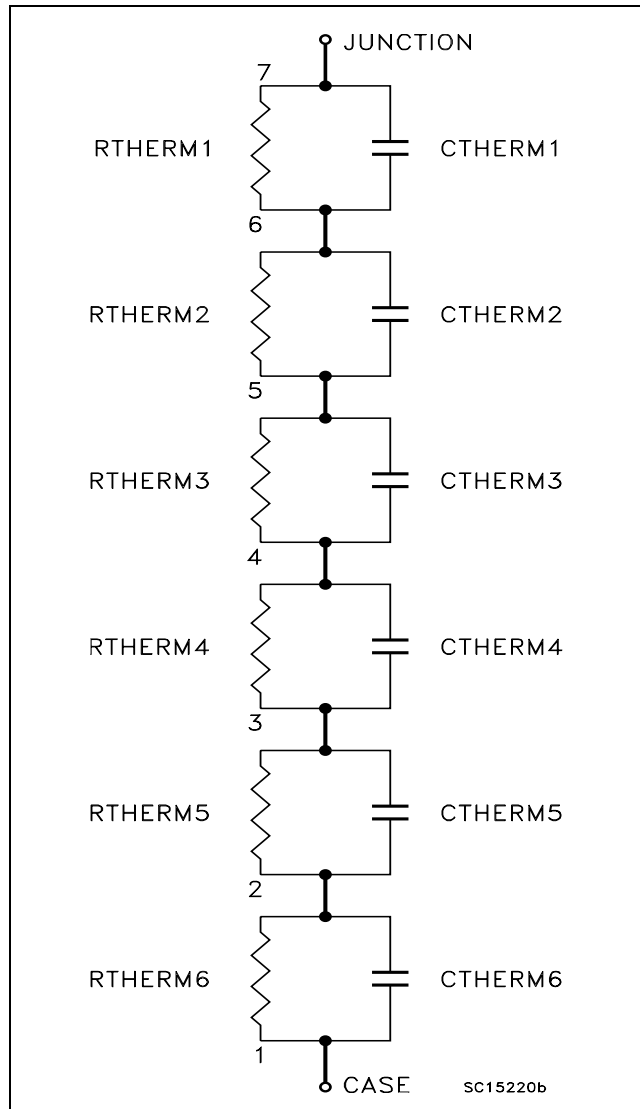 JUNCTION
7
RTHERM1 CTHERM1
6
RTHERM2 CTHERM2
5
RTHERM3 CTHERM3
4
RTHERM4 CTHERM4
3
RTHERM5 CTHERM5
2
RTHERM6 CTHERM6
1
CASE SC15220b